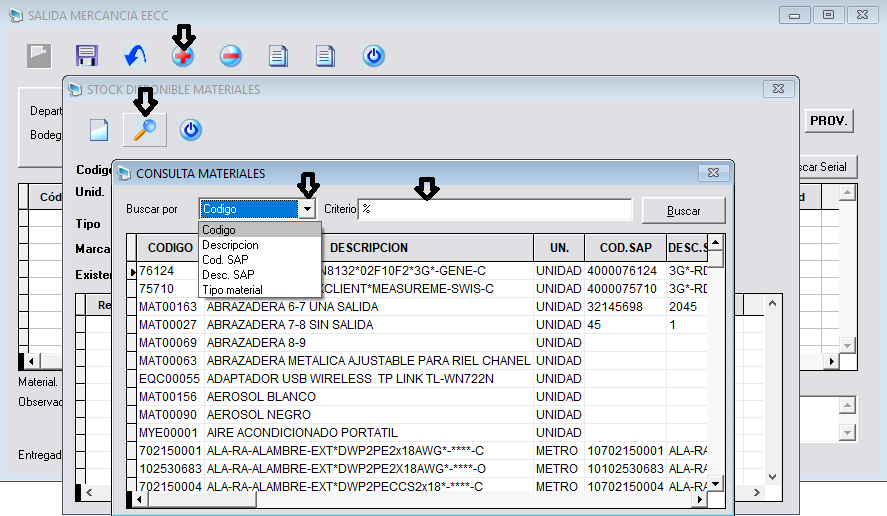 SALIDA MERCANCIA EECC
STOCK DISPONIBLE MATERIALES
Depart
Bodeg
PROV.
CONSULTA MATERIALES
Codigo
Unid.
Tipo
Marca
Existen
Buscar por Codigo Criterio % Buscar
car Serial
Codigo
Descripcion
Cod. SAP
Desc. SAP
Tipo material
Cód
Re
d
CODIGO DESCRIPCION UN. COD.SAP DESC.S
76124 N8132*02F10F2*3G*-GENE-C UNIDAD 4000076124 3G*-RD
75710 XCLIENT*MEASUREME-SWIS-C UNIDAD 4000075710 3G*-RD
MAT00163 ABRAZADERA 6-7 UNA SALIDA UNIDAD 32145698 2045
MAT00027 ABRAZADERA 7-8 SIN SALIDA UNIDAD 45 1
MAT00069 ABRAZADERA 8-9 UNIDAD
MAT00063 ABRAZADERA METALICA AJUSTABLE PARA RIEL CHANEL UNIDAD
EQC00055 ADAPTADOR USB WIRELESS TP LINK TL-WN722N UNIDAD
MAT00156 AEROSOL BLANCO UNIDAD
MAT00090 AEROSOL NEGRO UNIDAD
MYE00001 AIRE ACONDICIONADO PORTATIL UNIDAD
702150001 ALA-RA-ALAMBRE-EXT*DWP2PE2x18AWG*-****-C METRO 10702150001 ALA-RA
102530683 ALA-RA-ALAMBRE-EXT*DWP2PE2X18AWG*-****-O METRO 10102530683 ALA-RA
702150004 ALA-RA-ALAMBRE-EXT*DWP2PECCS2x18*-****-C METRO 10702150004 ALA-RA
Material.
Observac
Entregad